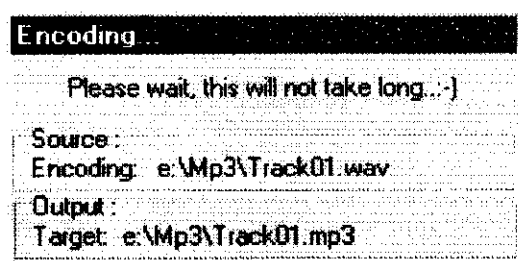 Encoding...
Please wait, this will not take long..:-]
Source :
Encoding: e:\Mp3\Track01.wav
Output :
Target: e:\Mp3\Track01.mp3